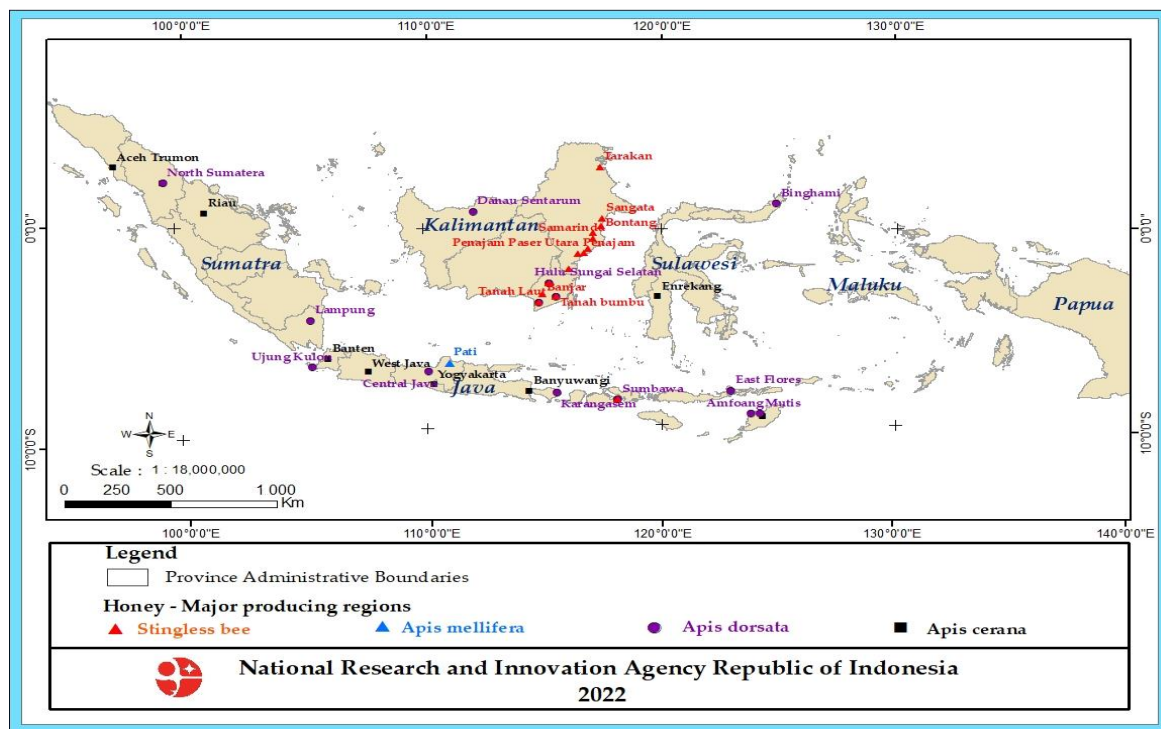 100°0'0"E 110°0'0"E 120°0'0"E 130°0'0"E
Aceh Trumon
North Sumatera
Riau
Tarakan
Danau Sentarum
Binghami
Sangata
Bontang
Samarinda
Kalimantan
0°0'0"
0°0'0"
Penajam Paser Utara Penajam
Sumatra
Sulawesi
Hulu Sungai Selatan
Maluku
Papua
Tanah Laut
Banjar
Tanah bumbu
Enrekang
Lampung
Banten
Pati
Ujung Kulon
West Java
Yogyakarta
Central Java
Java
Banyuwangi
Sumbawa
East Flores
Karangasem
Amfoang Mutis
N
W E
S
10°0'0"S
10°0'0"S
Scale : 1 : 18,000,000
0 250 500 1 000
Km
100°0'0"E 110°0'0"E 120°0'0"E 130°0'0"E 140°0'0"E
Legend
Province Administrative Boundaries
Honey - Major producing regions
Stingless bee Apis mellifera Apis dorsata Apis cerana
National Research and Innovation Agency Republic of Indonesia
2022